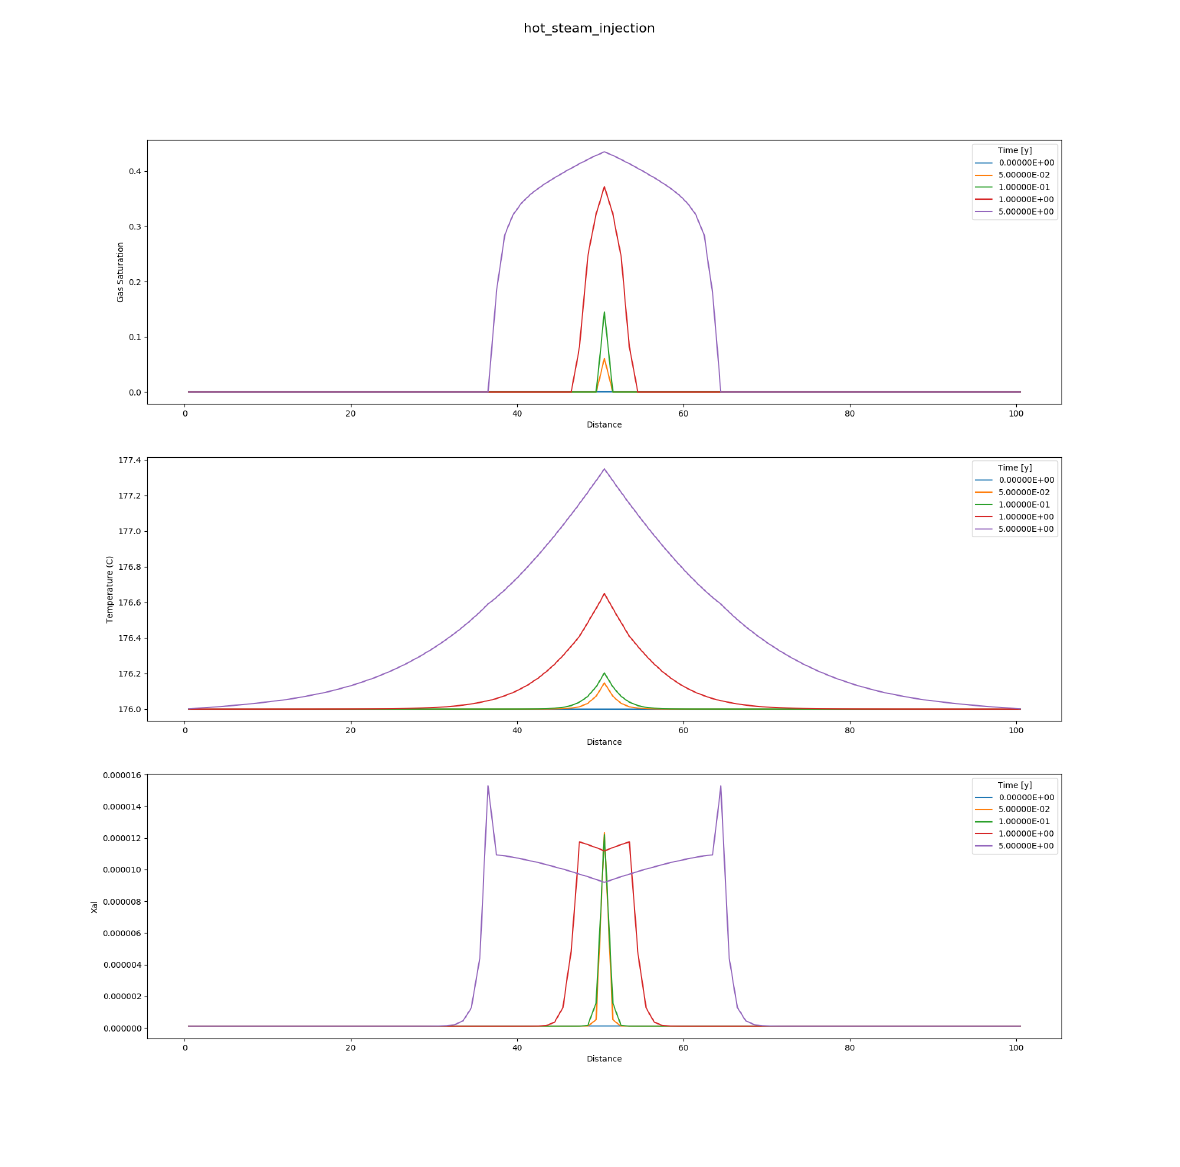 hot_steam_injection
Time [y]
0.00000E+00
5.00000E-02
1.00000E-01
1.00000E+00
5.00000E+00
0.4
0.3
0.2
0.1
0.0
Gas Saturation
0 20 40 60 80 100
Distance
Time [y]
0.00000E+00
5.00000E-02
1.00000E-01
1.00000E+00
5.00000E+00
177.4
177.2
177.0
176.8
176.6
176.4
176.2
176.0
Temperature (C)
0 20 40 60 80 100
Distance
Time [y]
0.00000E+00
5.00000E-02
1.00000E-01
1.00000E+00
5.00000E+00
0.000016
0.000014
0.000012
0.000010
0.000008
0.000006
0.000004
0.000002
0.000000
Xal
0 20 40 60 80 100
Distance